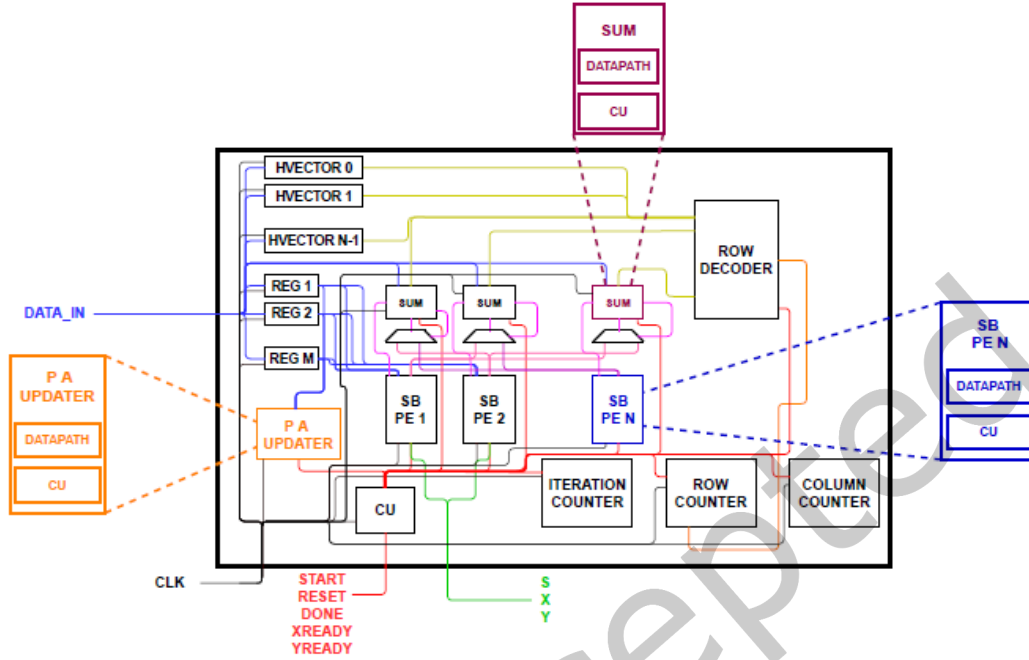 SUM
DATAPATH
CU
HVECTOR 0
HVECTOR 1
HVECTOR N-1
ROW
DECODER
REG 1
REG 2
REG M
SUM
SUM
SUM
DATA_IN
P A
UPDATER
DATAPATH
CU
SB
PE 1
SB
PE 2
SB
PE N
P A
UPDATER
SB
PE N
DATAPATH
CU
CU
ITERATION
COUNTER
ROW
COUNTER
COLUMN
COUNTER
CLK
START
RESET
DONE
XREADY
YREADY
S
X
Y
cepted